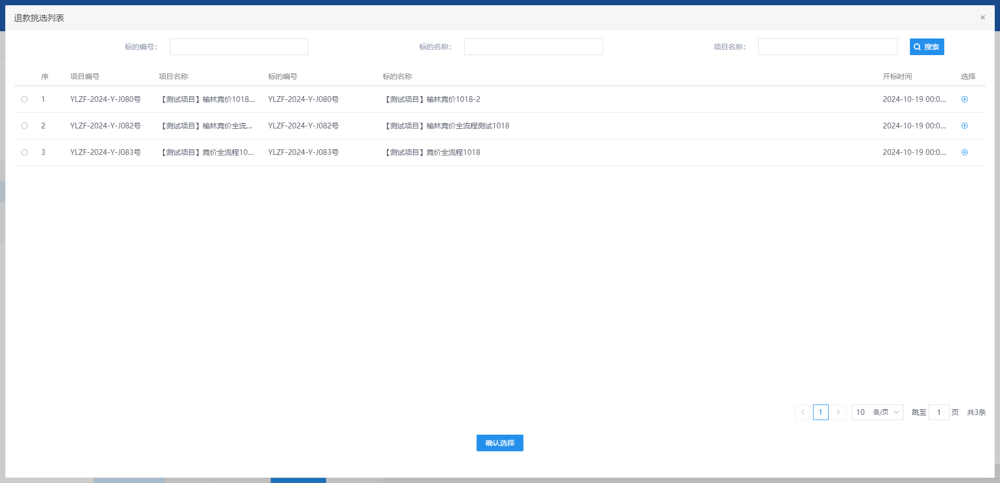 退款挑选列表
×
标的编号： 标的名称： 项目名称： 搜索
序 项目编号 项目名称 标的编号 标的名称 开标时间 选择
1 YLZF-2024-Y-J080号 【测试项目】榆林竞价1018... YLZF-2024-Y-J080号 【测试项目】榆林竞价1018-2 2024-10-19 00:0...
2 YLZF-2024-Y-J082号 【测试项目】榆林竞价全流... YLZF-2024-Y-J082号 【测试项目】榆林竞价全流程测试1018 2024-10-19 00:0...
3 YLZF-2024-Y-J083号 【测试项目】竞价全流程10... YLZF-2024-Y-J083号 【测试项目】竞价全流程1018 2024-10-19 00:0...
1 10 条/页 跳至 1 页 共3条
确认选择